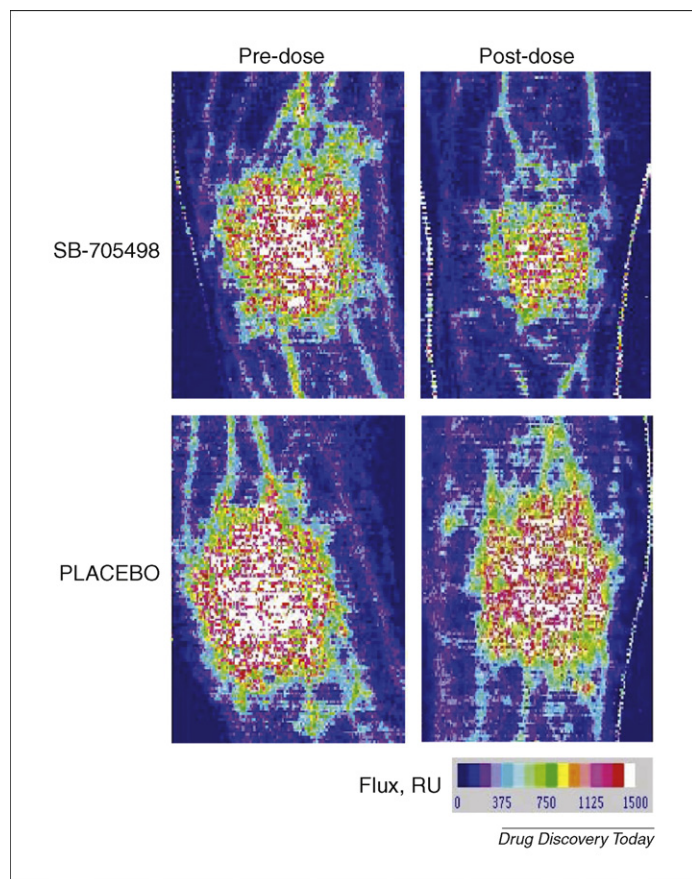 Pre-dose Post-dose
SB-705498
PLACEBO
Flux, RU
0 375 750 1125 1500
Drug Discovery Today